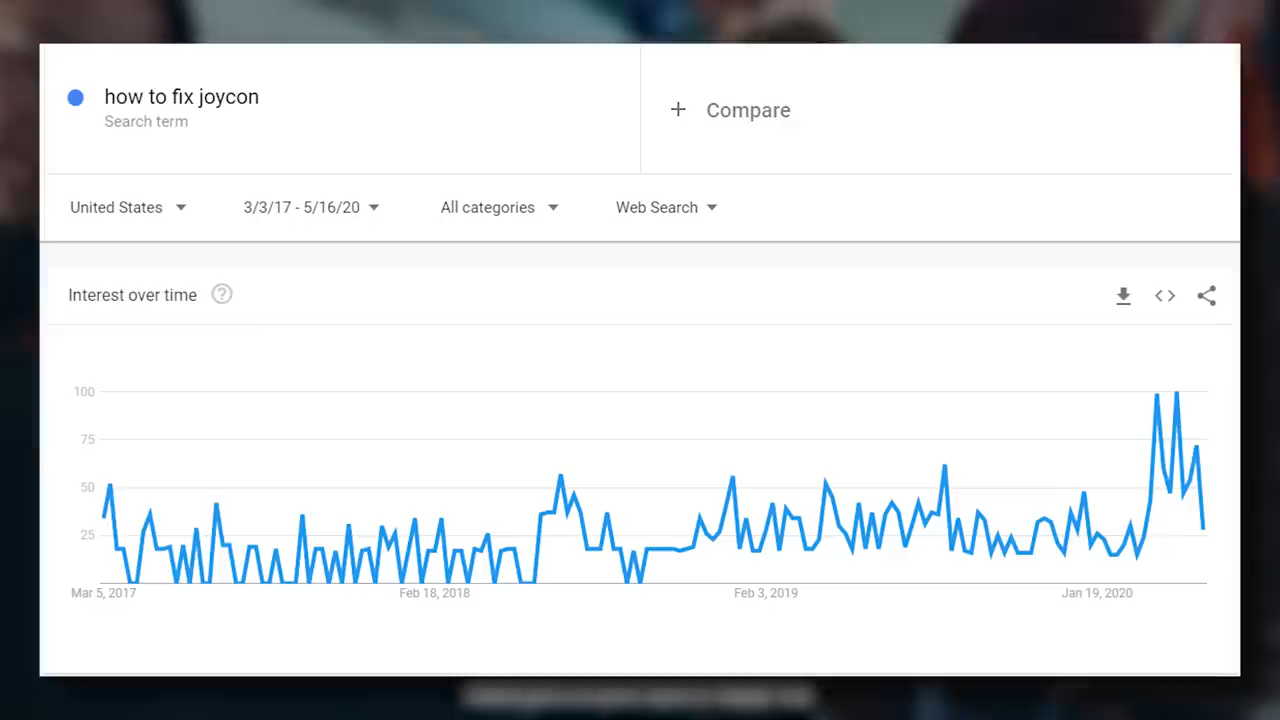 how to fix joycon
Search term
+ Compare
United States
3/3/17 - 5/16/20
All categories
Web Search
Interest over time ?
100
75
50
25
Mar 5, 2017
Feb 18, 2018
Feb 3, 2019
Jan 19, 2020